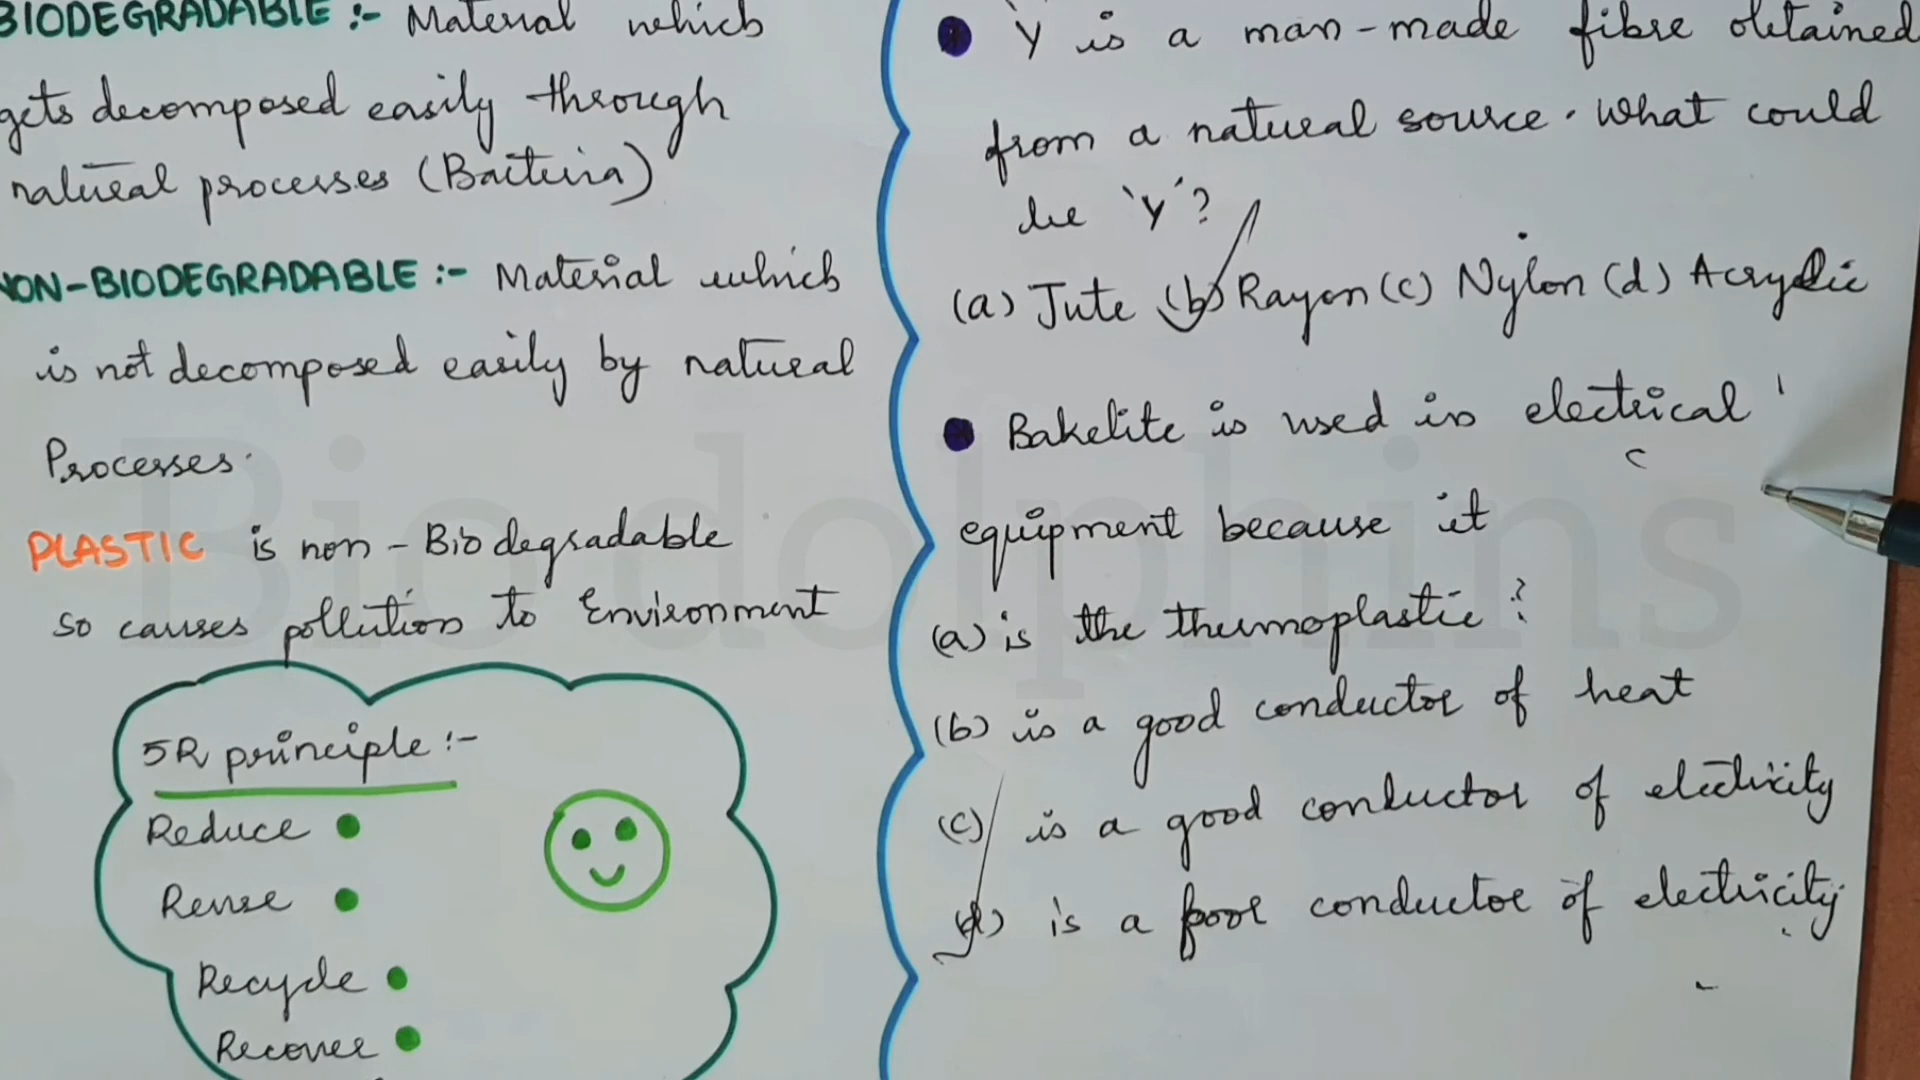 BIODEGRADABLE :- Material which
gets decomposed easily through
natural processes (Bacteria)
NON-BIODEGRADABLE :- Material which
is not decomposed easily by natural
Processes.
PLASTIC is non-Biodegradable
so causes pollution to Environment
5R principle :-
Reduce
Reuse
Recycle
Recover
Y is a man-made fibre obtained
from a natural source. What could
be 'Y'?
(a) Jute (b) Rayon (c) Nylon (d) Acrylic
Bakelite is used in electrical
equipment because it
(a) is the thermoplastic?
(b) is a good conductor of heat
(c) is a good conductor of electricity
(d) is a poor conductor of electricity
Biodolphins